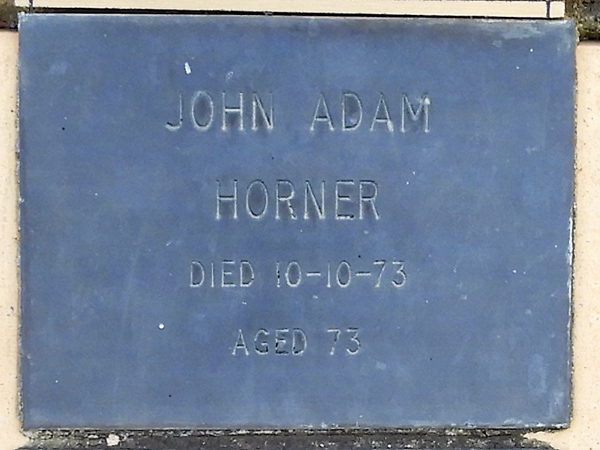 JOHN ADAM
HORNER
DIED 10-10-73
AGED 73